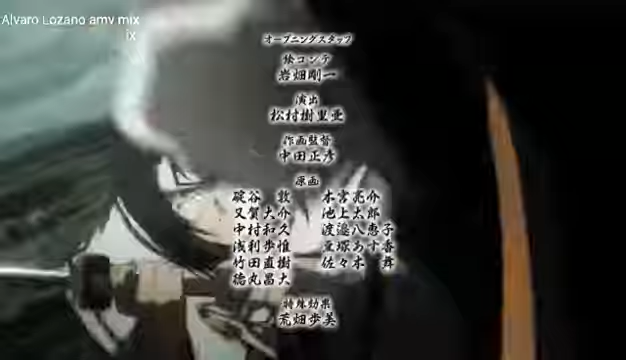 Alvaro Lozano amv mix
ix
オープニングスタッフ
絵コンテ
岩畑剛一
演出
松村樹里亜
作画監督
中田正彦
原画
碇谷 敦 木宮亮介
又賀大介 池上太郎
中村和久 渡邉八恵子
浅利歩惟 亜塚あす香
竹田直樹 佐々木 舞
徳丸昌大
特殊効果
荒畑歩美